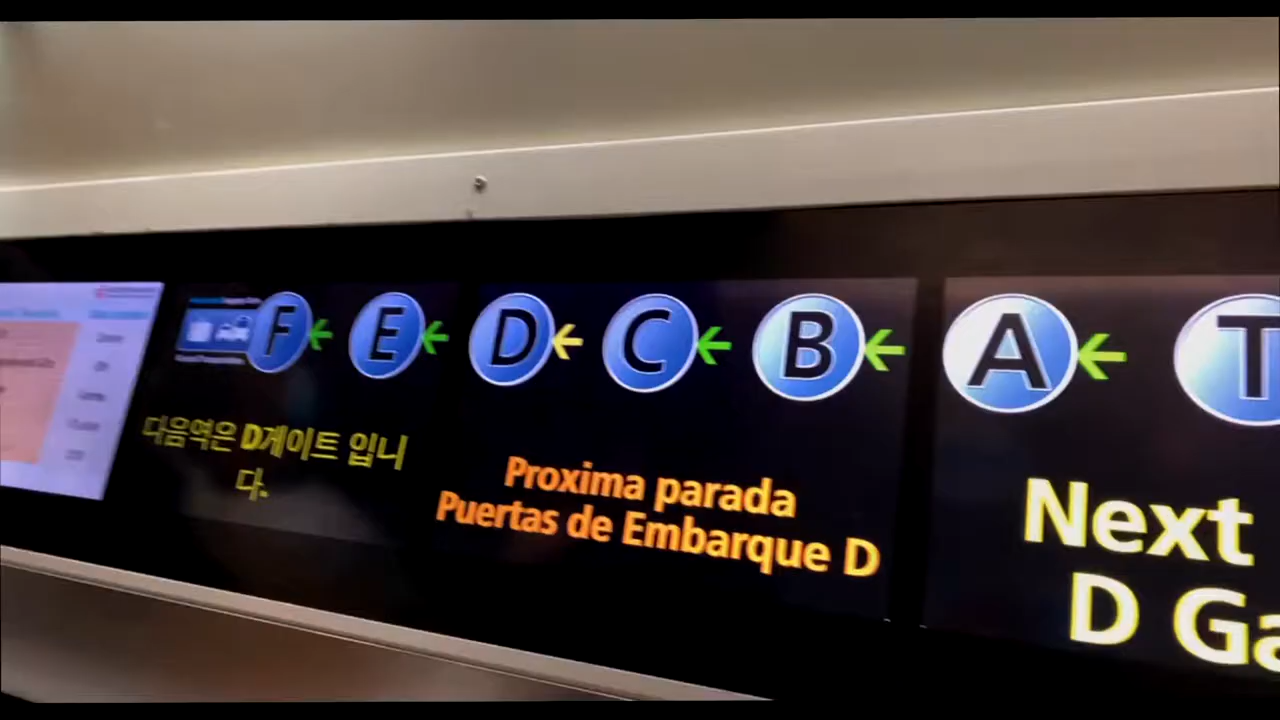 F E D C B A T
다음역은 D게이트 입니
다.
Proxima parada
Puertas de Embarque D
Next
D Ga